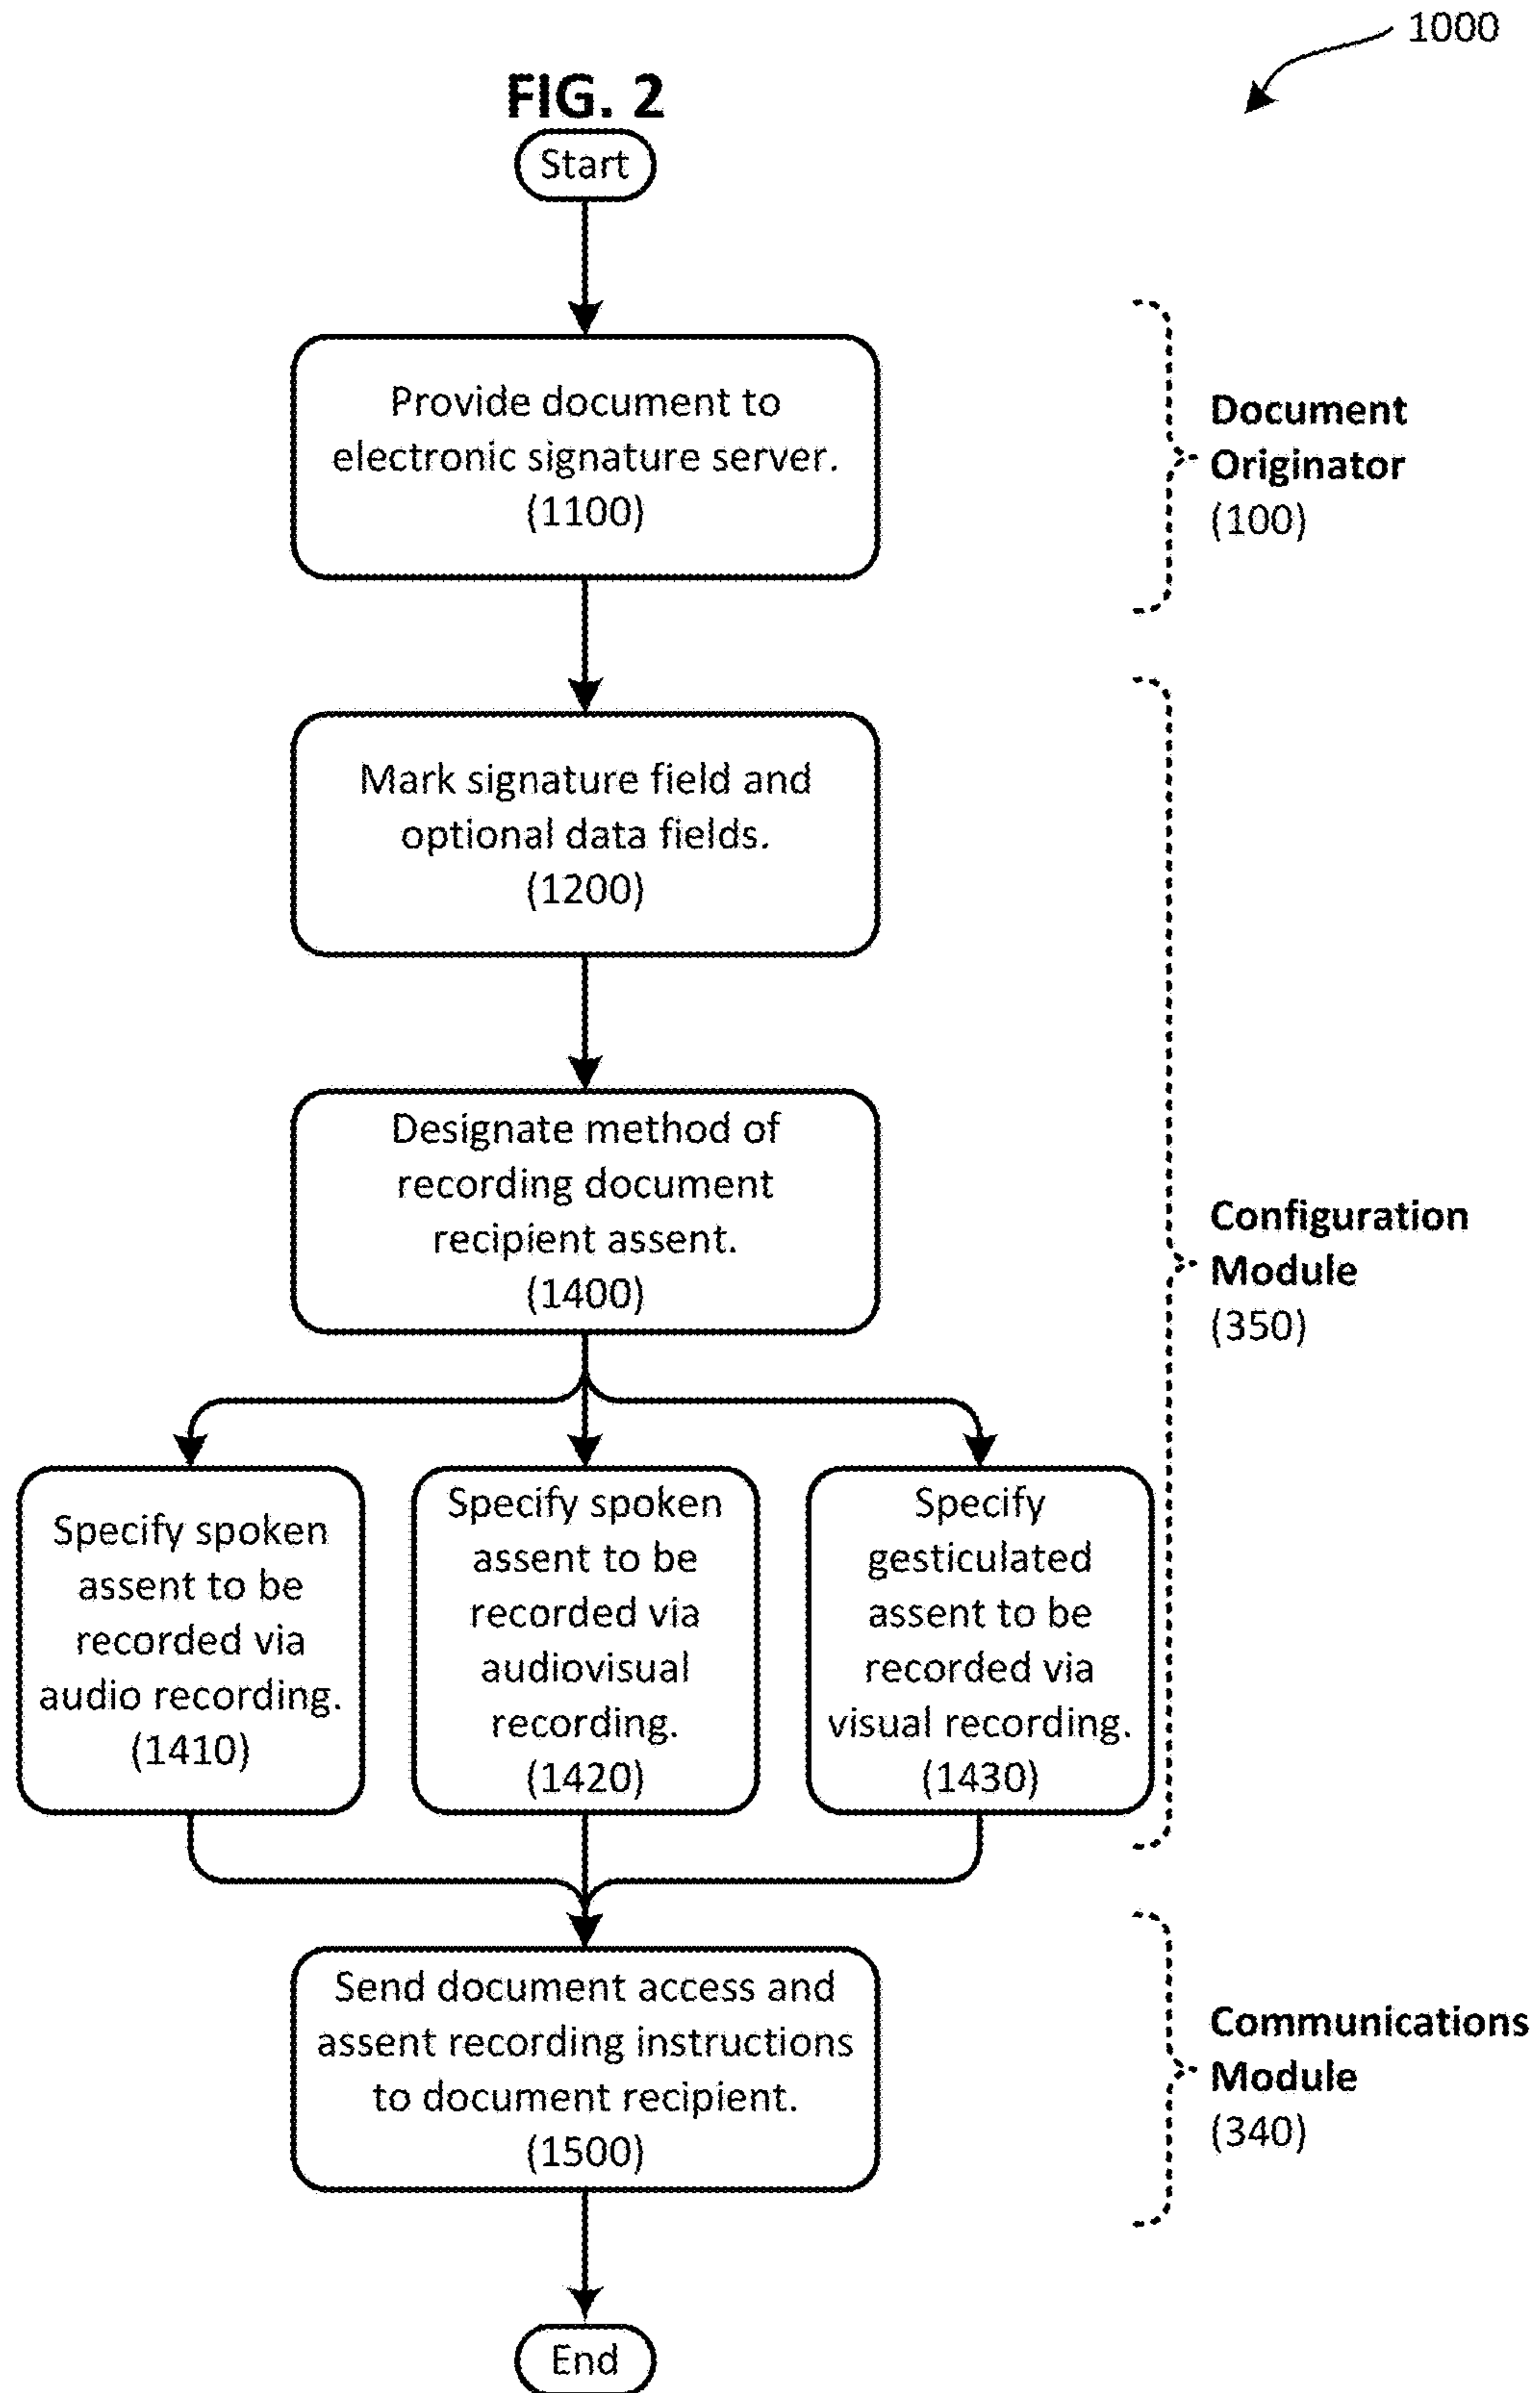 1000
FIG. 2
Start
Provide document to
electronic signature server.
(1100)
Document
Originator
(100)
Mark signature field and
optional data fields.
(1200)
Designate method of
recording document
recipient assent.
(1400)
Configuration
Module
(350)
Specify spoken
assent to be
recorded via
audio recording.
(1410)
Specify spoken
assent to be
recorded via
audiovisual
recording.
(1420)
Specify
gesticulated
assent to be
recorded via
visual recording.
(1430)
Send document access and
assent recording instructions
to document recipient.
(1500)
Communications
Module
(340)
End